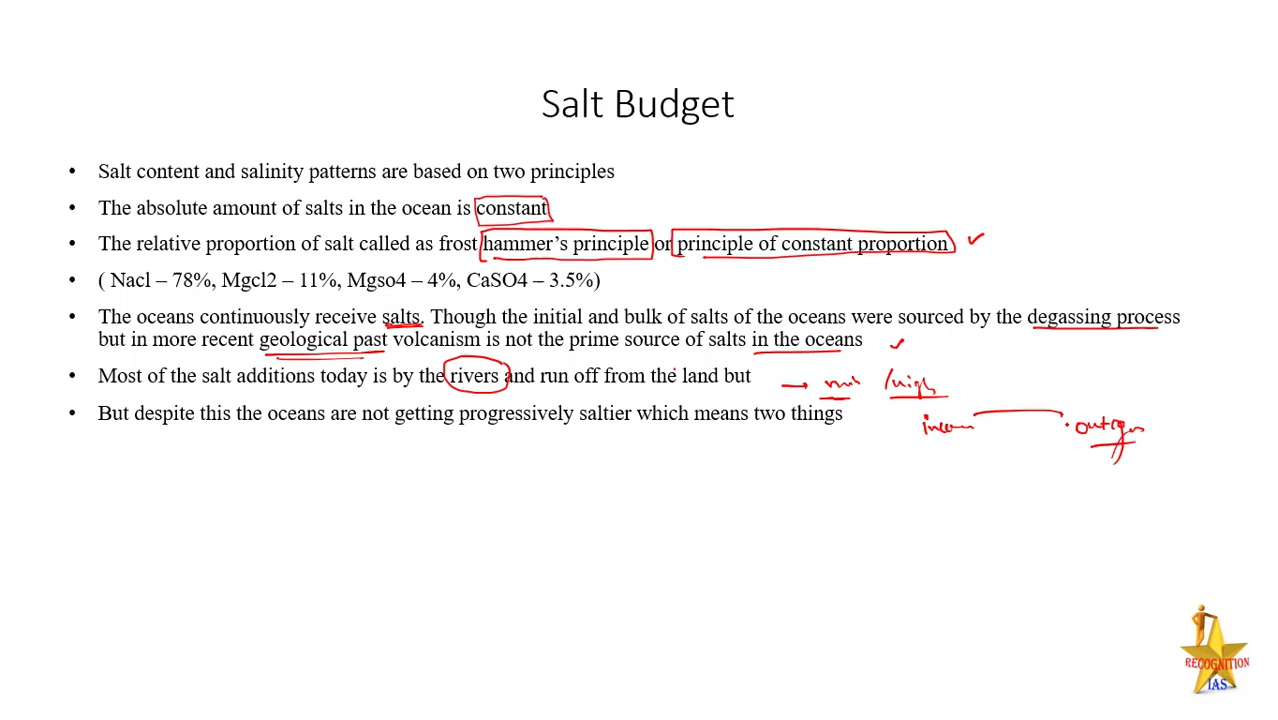 Salt Budget
• Salt content and salinity patterns are based on two principles
• The absolute amount of salts in the ocean is constant
• The relative proportion of salt called as frost hammer’s principle or principle of constant proportion
• ( Nacl – 78%, Mgcl2 – 11%, Mgso4 – 4%, CaSO4 – 3.5%)
• The oceans continuously receive salts. Though the initial and bulk of salts of the oceans were sourced by the degassing process
but in more recent geological past volcanism is not the prime source of salts in the oceans
• Most of the salt additions today is by the rivers and run off from the land but
• But despite this the oceans are not getting progressively saltier which means two things
RECOGNITION
IAS